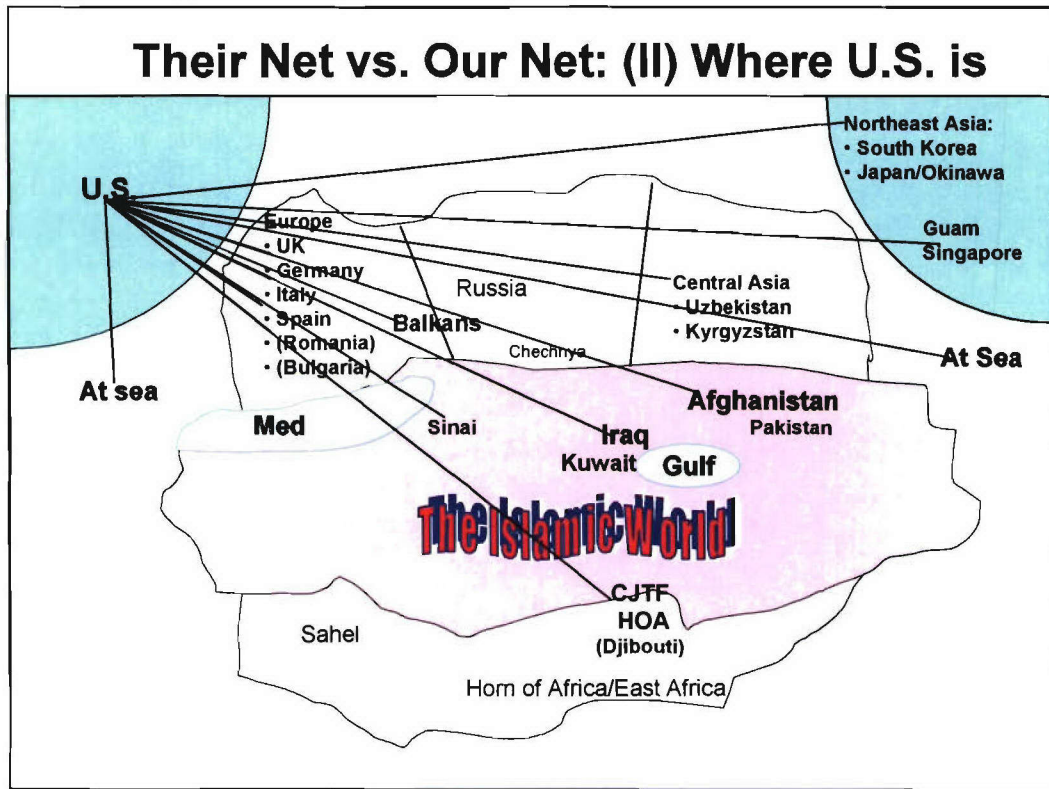 Their Net vs. Our Net: (II) Where U.S. is
U.S.
Northeast Asia:
• South Korea
• Japan/Okinawa
Guam
Singapore
Europe
• UK
• Germany
• Italy
• Spain
• (Romania)
• (Bulgaria)
Russia
Balkans
Chechnya
Central Asia
• Uzbekistan
• Kyrgyzstan
At sea
At Sea
Med
Sinai
Afghanistan
Pakistan
Iraq
Kuwait
Gulf
The Islamic World
CJTF
HOA
(Djibouti)
Sahel
Horn of Africa/East Africa